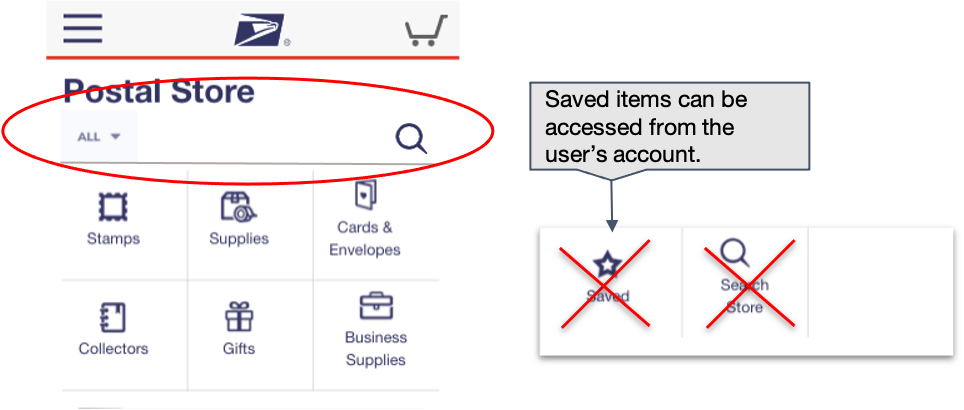 Postal Store
ALL
Saved items can be
accessed from the
user's account.
Stamps
Supplies
Cards &
Envelopes
Saved
Search
Store
Collectors
Gifts
Business
Supplies